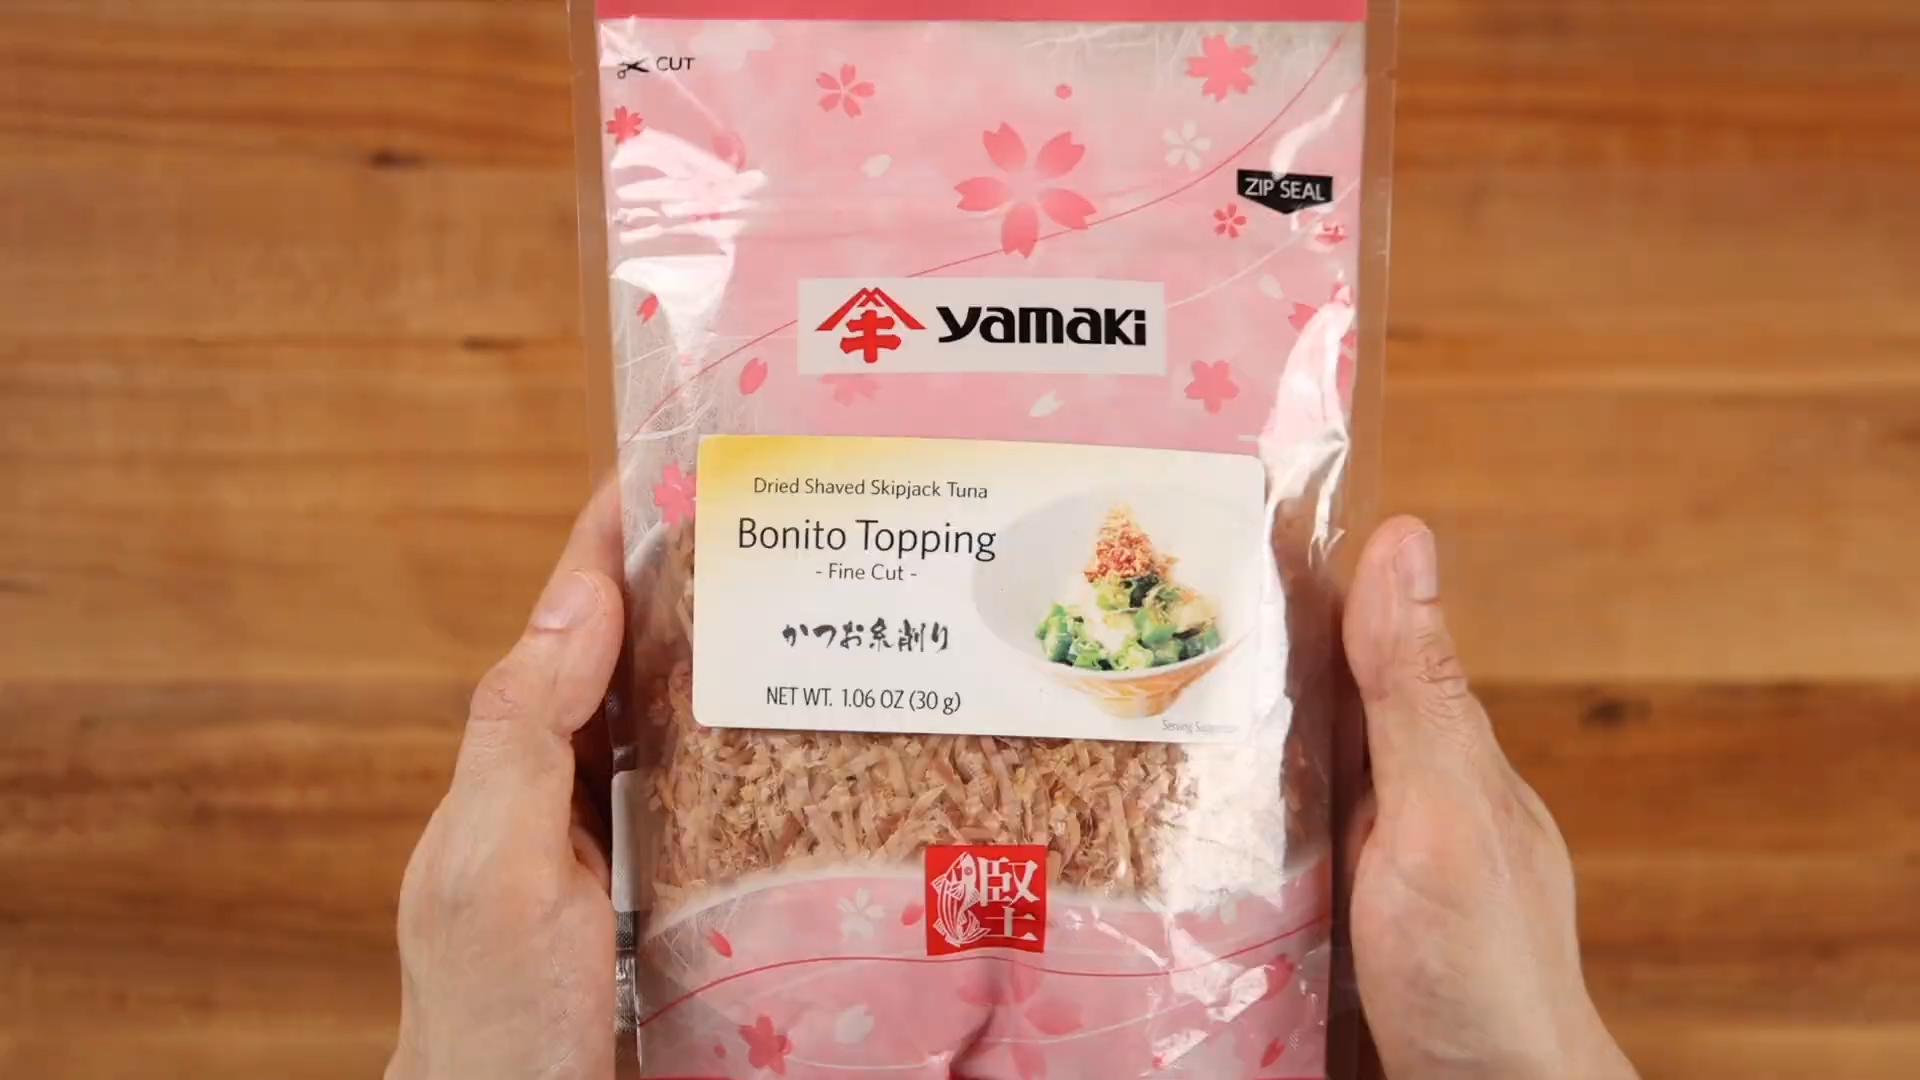 CUT
ZIP SEAL
yamaki
Dried Shaved Skipjack Tuna
Bonito Topping
- Fine Cut -
かつお糸削り
NET WT. 1.06 OZ (30 g)
Serving
堅